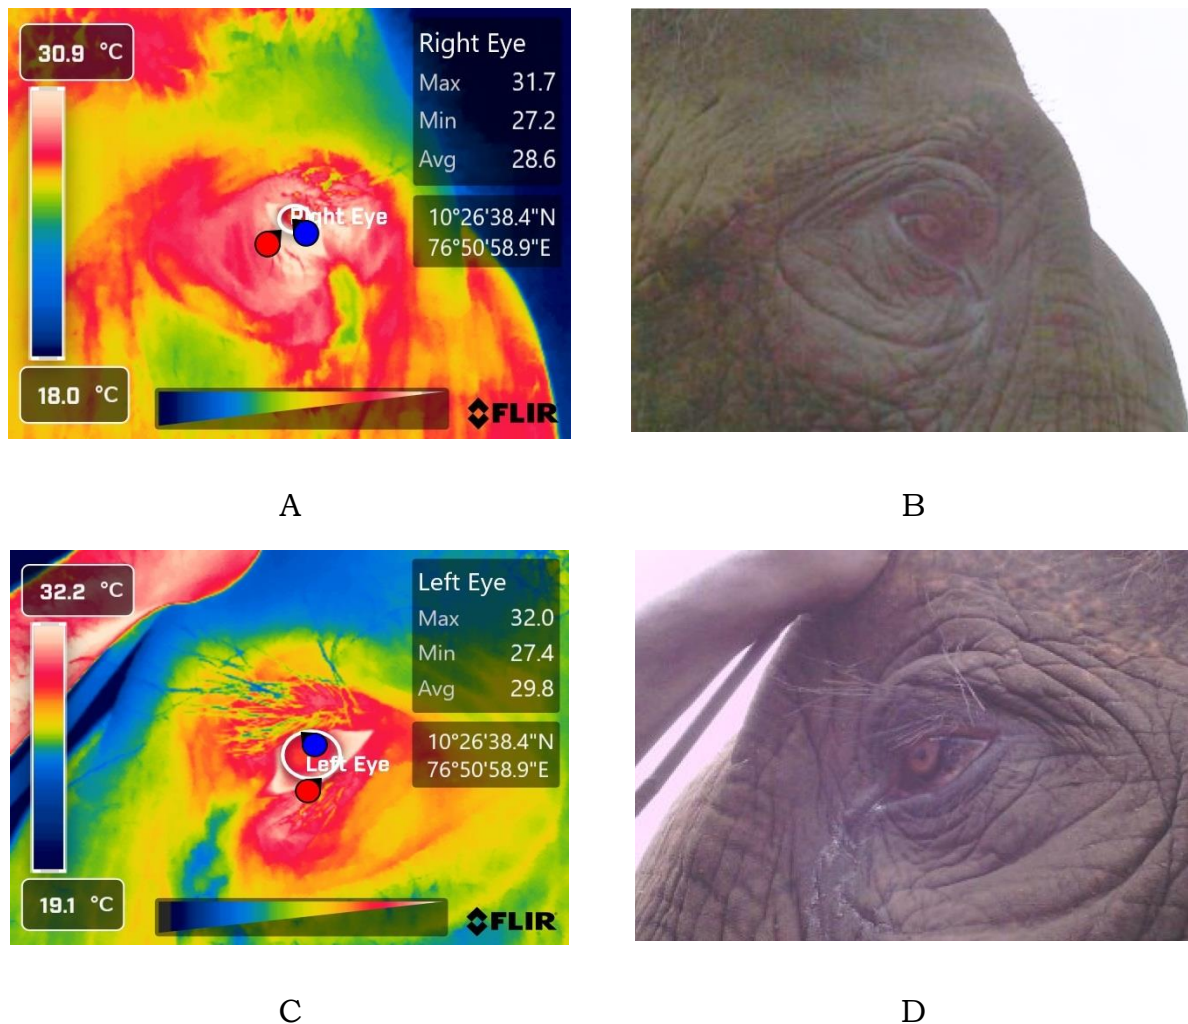 30.9 °C
Right Eye
Max 31.7
Min 27.2
Avg 28.6
10°26'38.4"N
76°50'58.9"E
Right Eye
18.0 °C
FLIR
A
B
32.2 °C
Left Eye
Max 32.0
Min 27.4
Avg 29.8
10°26'38.4"N
76°50'58.9"E
Left Eye
19.1 °C
FLIR
C
D